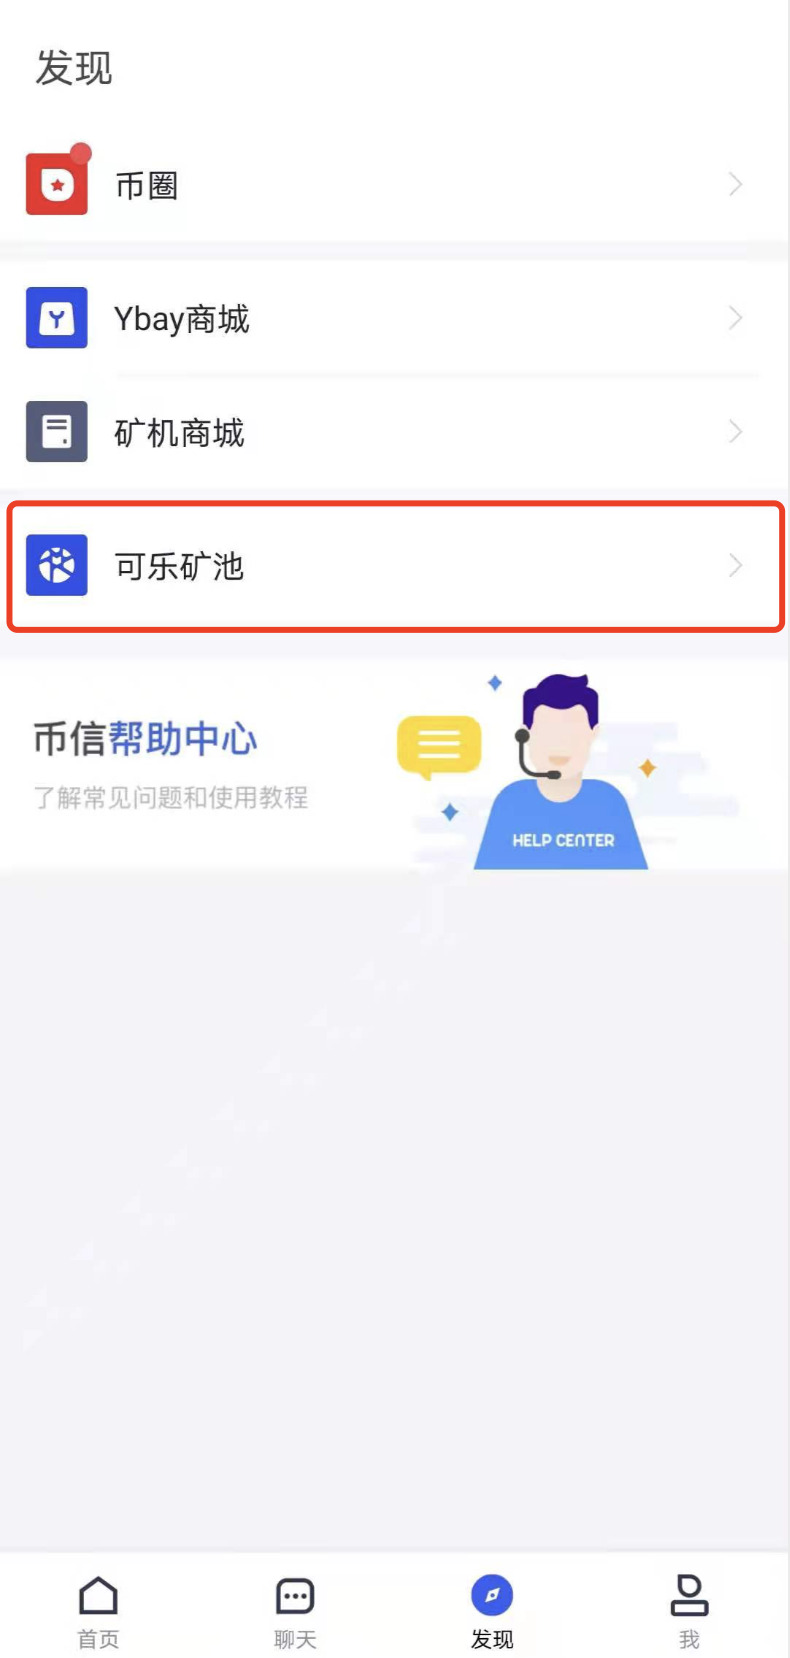 发现
币圈
Ybay商城
矿机商城
可乐矿池
币信帮助中心
了解常见问题和使用教程
HELP CENTER
首页
聊天
发现
我